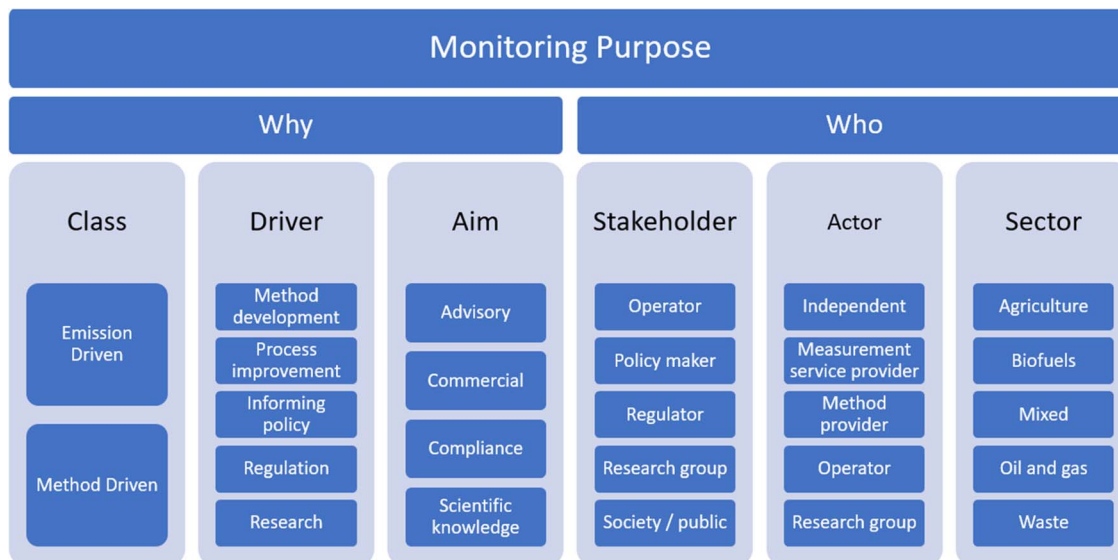 Monitoring Purpose
Why
Who
Class
Emission
Driven
Method Driven
Driver
Method
development
Process
improvement
Informing
policy
Regulation
Research
Aim
Advisory
Commercial
Compliance
Scientific
knowledge
Stakeholder
Operator
Policy maker
Regulator
Research group
Society / public
Actor
Independent
Measurement
service provider
Method
provider
Operator
Research group
Sector
Agriculture
Biofuels
Mixed
Oil and gas
Waste